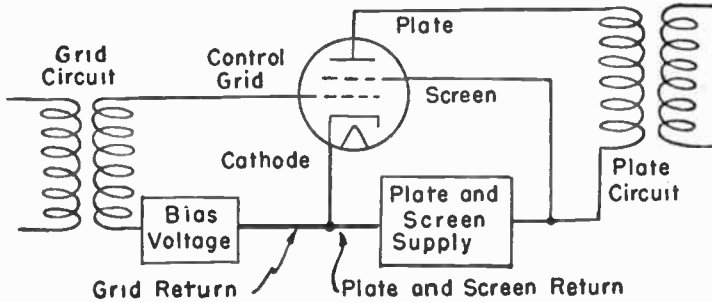 Plate
Grid
Circuit
Control
Grid
Screen
Cathode
Plate
Circuit
Bias
Voltage
Plate and
Screen
Supply
Grid Return
Plate and Screen Return